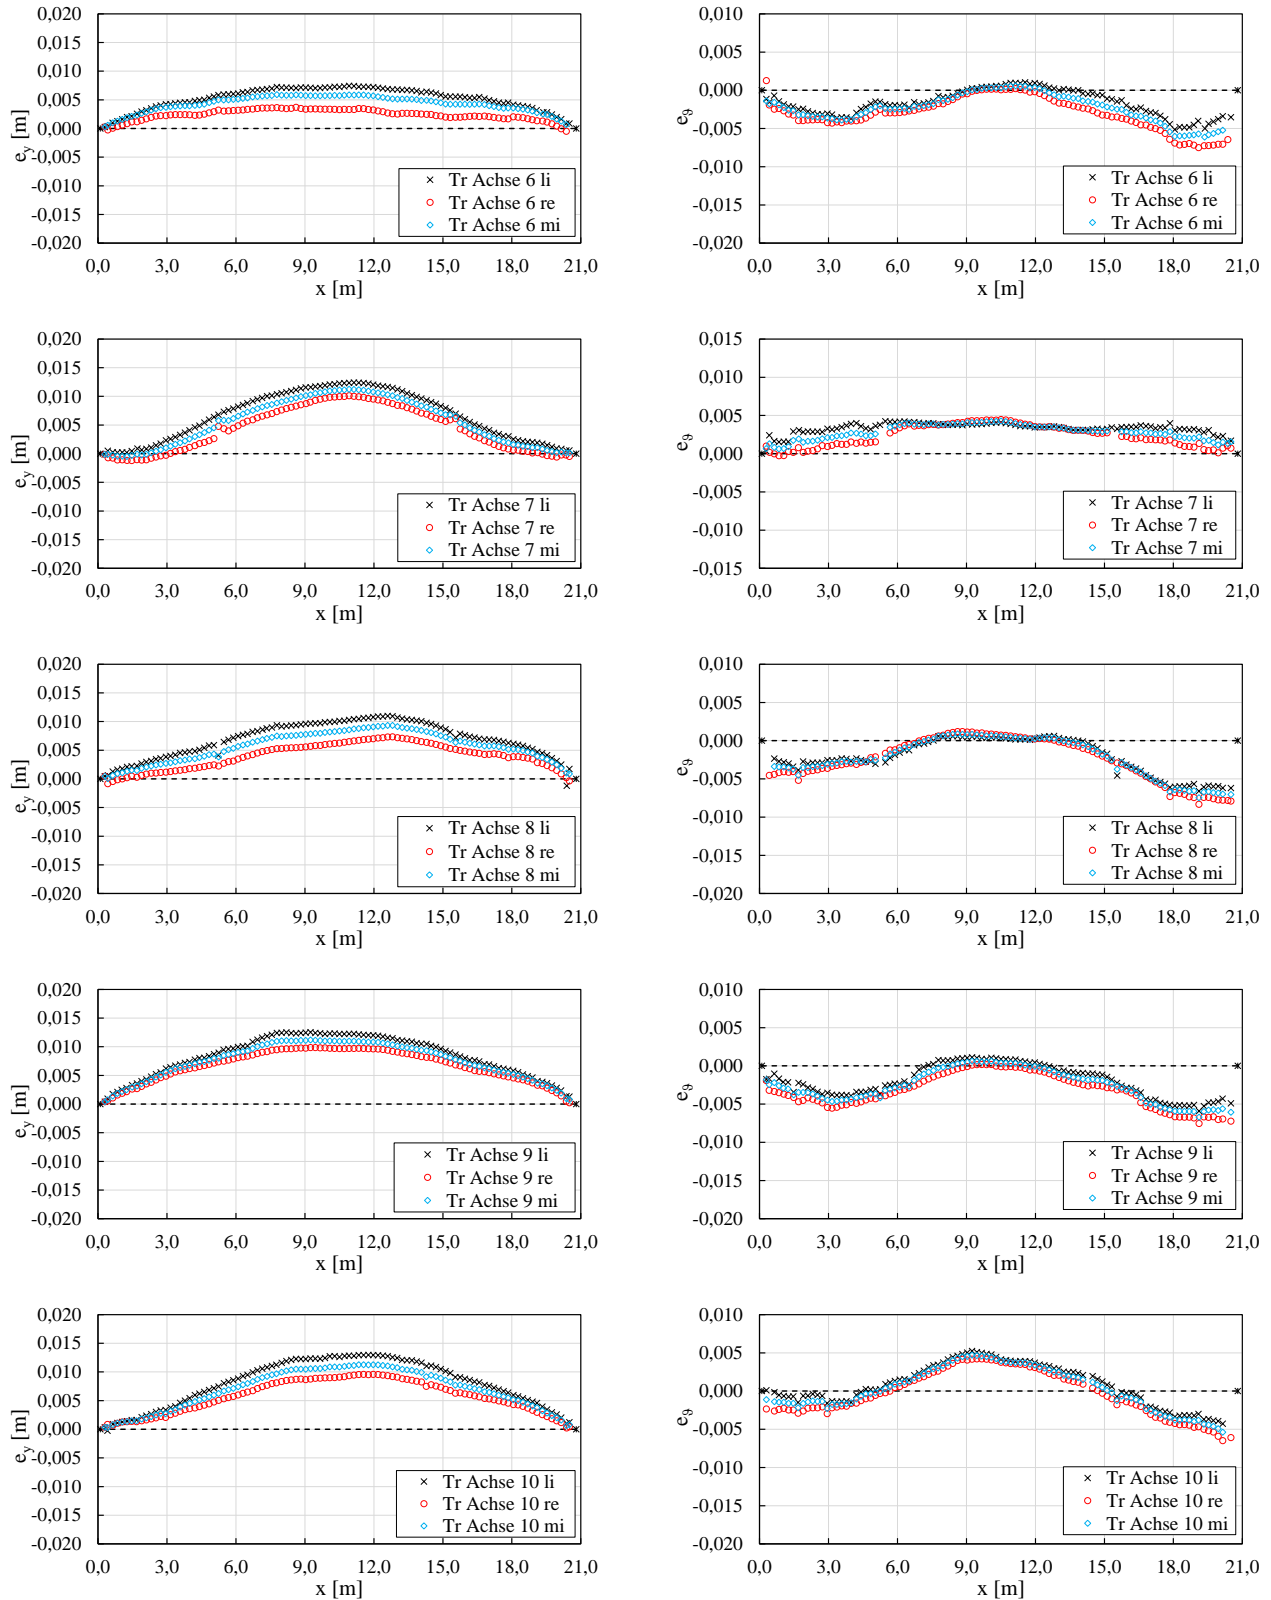 0,020
0,015
0,010
0,005
0,000
-0,005
-0,010
-0,015
-0,020
e_y [m]
Tr Achse 6 li
Tr Achse 6 re
Tr Achse 6 mi
0,0 3,0 6,0 9,0 12,0 15,0 18,0 21,0
x [m]
0,010
0,005
0,000
-0,005
-0,010
-0,015
-0,020
e_ϑ
Tr Achse 6 li
Tr Achse 6 re
Tr Achse 6 mi
0,0 3,0 6,0 9,0 12,0 15,0 18,0 21,0
x [m]
0,020
0,015
0,010
0,005
0,000
-0,005
-0,010
-0,015
-0,020
e_y [m]
Tr Achse 7 li
Tr Achse 7 re
Tr Achse 7 mi
0,0 3,0 6,0 9,0 12,0 15,0 18,0 21,0
x [m]
0,015
0,010
0,005
0,000
-0,005
-0,010
-0,015
e_ϑ
Tr Achse 7 li
Tr Achse 7 re
Tr Achse 7 mi
0,0 3,0 6,0 9,0 12,0 15,0 18,0 21,0
x [m]
0,020
0,015
0,010
0,005
0,000
-0,005
-0,010
-0,015
-0,020
e_y [m]
Tr Achse 8 li
Tr Achse 8 re
Tr Achse 8 mi
0,0 3,0 6,0 9,0 12,0 15,0 18,0 21,0
x [m]
0,010
0,005
0,000
-0,005
-0,010
-0,015
-0,020
e_ϑ
Tr Achse 8 li
Tr Achse 8 re
Tr Achse 8 mi
0,0 3,0 6,0 9,0 12,0 15,0 18,0 21,0
x [m]
0,020
0,015
0,010
0,005
0,000
-0,005
-0,010
-0,015
-0,020
e_y [m]
Tr Achse 9 li
Tr Achse 9 re
Tr Achse 9 mi
0,0 3,0 6,0 9,0 12,0 15,0 18,0 21,0
x [m]
0,010
0,005
0,000
-0,005
-0,010
-0,015
-0,020
e_ϑ
Tr Achse 9 li
Tr Achse 9 re
Tr Achse 9 mi
0,0 3,0 6,0 9,0 12,0 15,0 18,0 21,0
x [m]
0,020
0,015
0,010
0,005
0,000
-0,005
-0,010
-0,015
-0,020
e_y [m]
Tr Achse 10 li
Tr Achse 10 re
Tr Achse 10 mi
0,0 3,0 6,0 9,0 12,0 15,0 18,0 21,0
x [m]
0,010
0,005
0,000
-0,005
-0,010
-0,015
-0,020
e_ϑ
Tr Achse 10 li
Tr Achse 10 re
Tr Achse 10 mi
0,0 3,0 6,0 9,0 12,0 15,0 18,0 21,0
x [m]